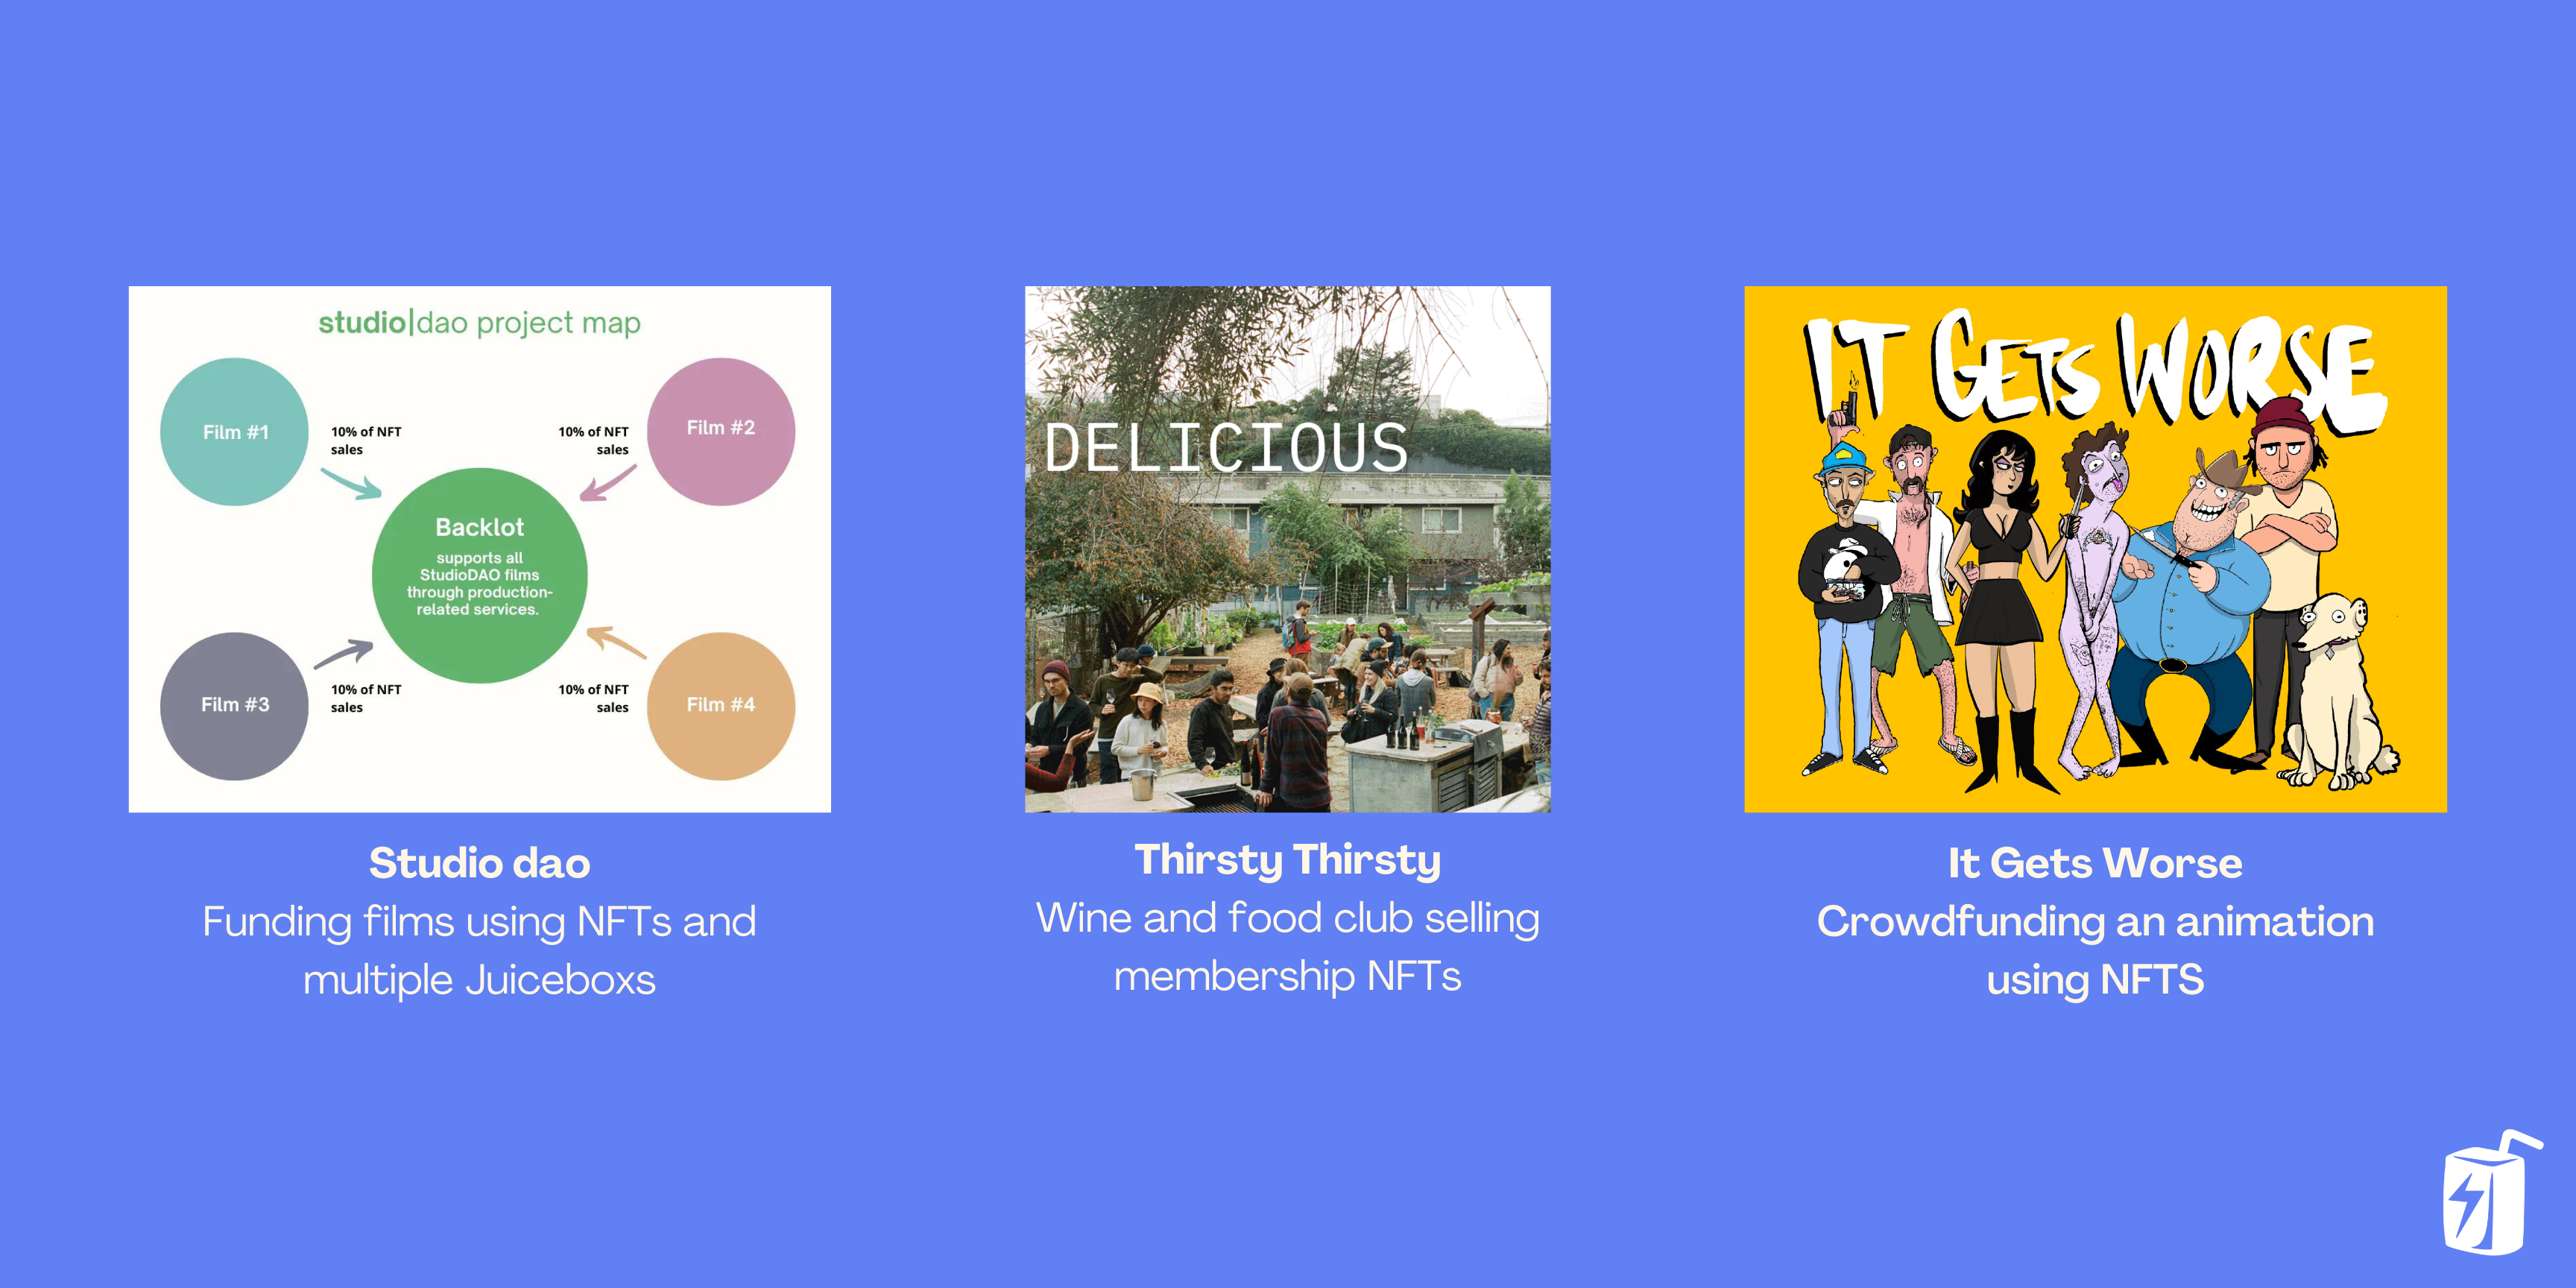 studio|dao project map
Film #1
10% of NFT
sales
10% of NFT
sales
Film #2
Backlot
supports all
StudioDAO films
through production-
related services.
Film #3
10% of NFT
sales
10% of NFT
sales
Film #4
Studio dao
Funding films using NFTs and
multiple Juiceboxs
DELICIOUS
Thirsty Thirsty
Wine and food club selling
membership NFTs
IT GETS WORSE
It Gets Worse
Crowdfunding an animation
using NFTS